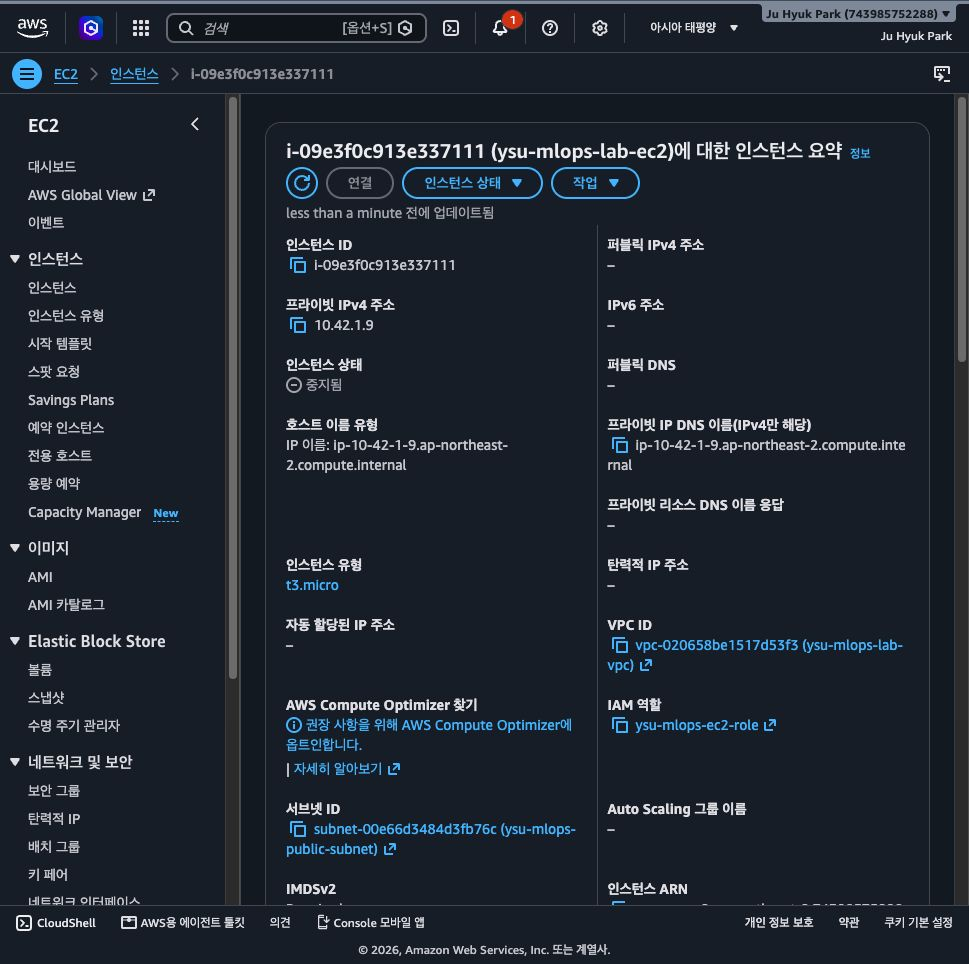 aws
검색
[옵션+S]
1
아시아 태평양
Ju Hyuk Park (743985752288)
Ju Hyuk Park
EC2
인스턴스
i-09e3f0c913e337111
EC2
대시보드
AWS Global View
이벤트
인스턴스
인스턴스
인스턴스 유형
시작 템플릿
스팟 요청
Savings Plans
예약 인스턴스
전용 호스트
용량 예약
Capacity Manager New
이미지
AMI
AMI 카탈로그
Elastic Block Store
볼륨
스냅샷
수명 주기 관리자
네트워크 및 보안
보안 그룹
탄력적 IP
배치 그룹
키 페어
네트워크 인터페이스
i-09e3f0c913e337111 (ysu-mlops-lab-ec2)에 대한 인스턴스 요약 정보
연결
인스턴스 상태
작업
less than a minute 전에 업데이트됨
인스턴스 ID
i-09e3f0c913e337111
퍼블릭 IPv4 주소
–
프라이빗 IPv4 주소
10.42.1.9
IPv6 주소
–
인스턴스 상태
중지됨
퍼블릭 DNS
–
호스트 이름 유형
IP 이름: ip-10-42-1-9.ap-northeast-
2.compute.internal
프라이빗 IP DNS 이름(IPv4만 해당)
ip-10-42-1-9.ap-northeast-2.compute.inte
rnal
프라이빗 리소스 DNS 이름 응답
–
인스턴스 유형
t3.micro
탄력적 IP 주소
–
자동 할당된 IP 주소
–
VPC ID
vpc-020658be1517d53f3 (ysu-mlops-lab-
vpc)
AWS Compute Optimizer 찾기
권장 사항을 위해 AWS Compute Optimizer에
옵트인합니다.
| 자세히 알아보기
IAM 역할
ysu-mlops-ec2-role
서브넷 ID
subnet-00e66d3484d3fb76c (ysu-mlops-
public-subnet)
Auto Scaling 그룹 이름
–
IMDSv2
인스턴스 ARN
CloudShell
AWS용 에이전트 툴킷
의견
Console 모바일 앱
개인 정보 보호
약관
쿠키 기본 설정
© 2026, Amazon Web Services, Inc. 또는 계열사.